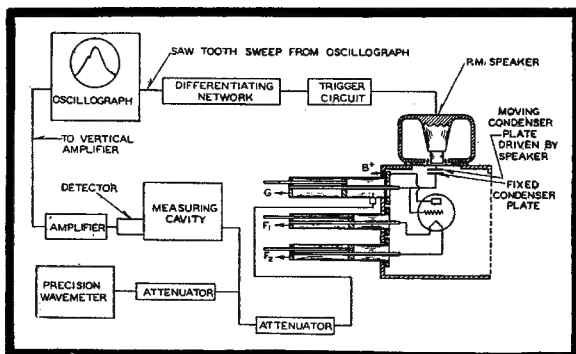 SAW TOOTH SWEEP FROM OSCILLOGRAPH
R.M. SPEAKER
OSCILLOGRAPH
DIFFERENTIATING
NETWORK
TRIGGER
CIRCUIT
MOVING
CONDENSER
PLATE
DRIVEN BY
SPEAKER
TO VERTICAL
AMPLIFIER
B+
FIXED
CONDENSER
PLATE
DETECTOR
MEASURING
CAVITY
G
AMPLIFIER
F1
F2
PRECISION
WAVEMETER
ATTENUATOR
ATTENUATOR